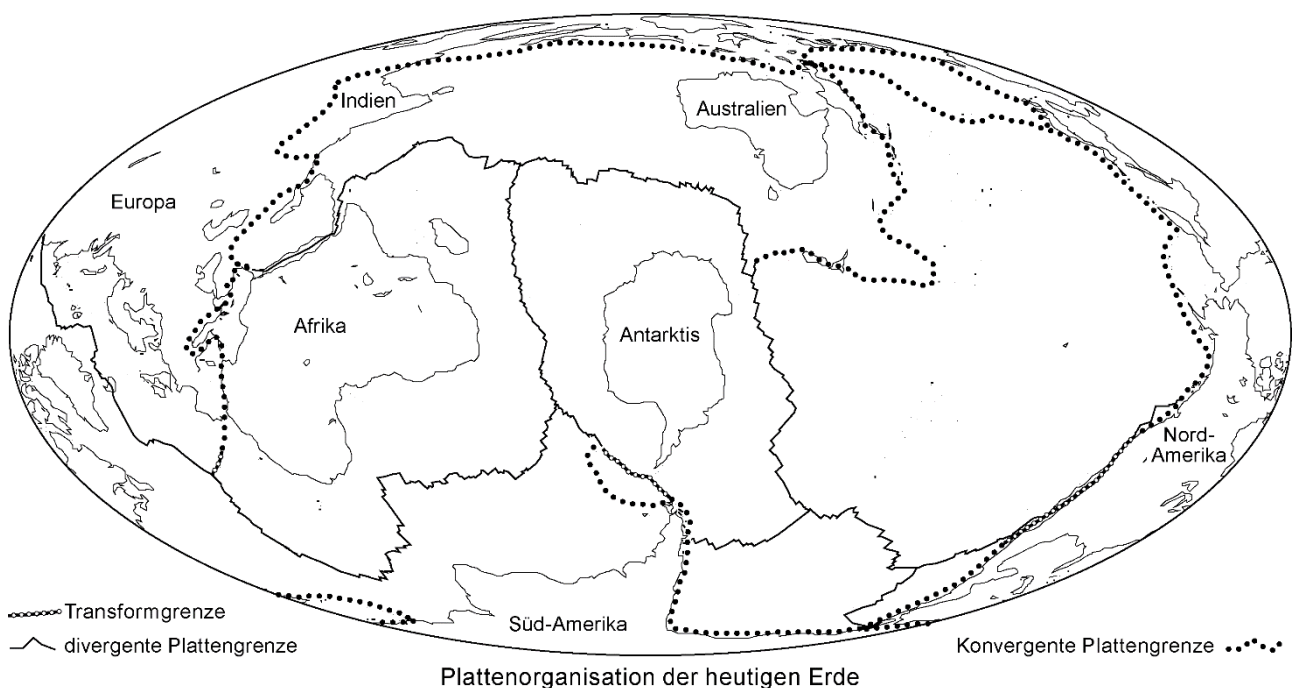 Indien
Australien
Europa
Afrika
Antarktis
Nord-
Amerika
Süd-Amerika
Transformgrenze
divergente Plattengrenze
Konvergente Plattengrenze
Plattenorganisation der heutigen Erde